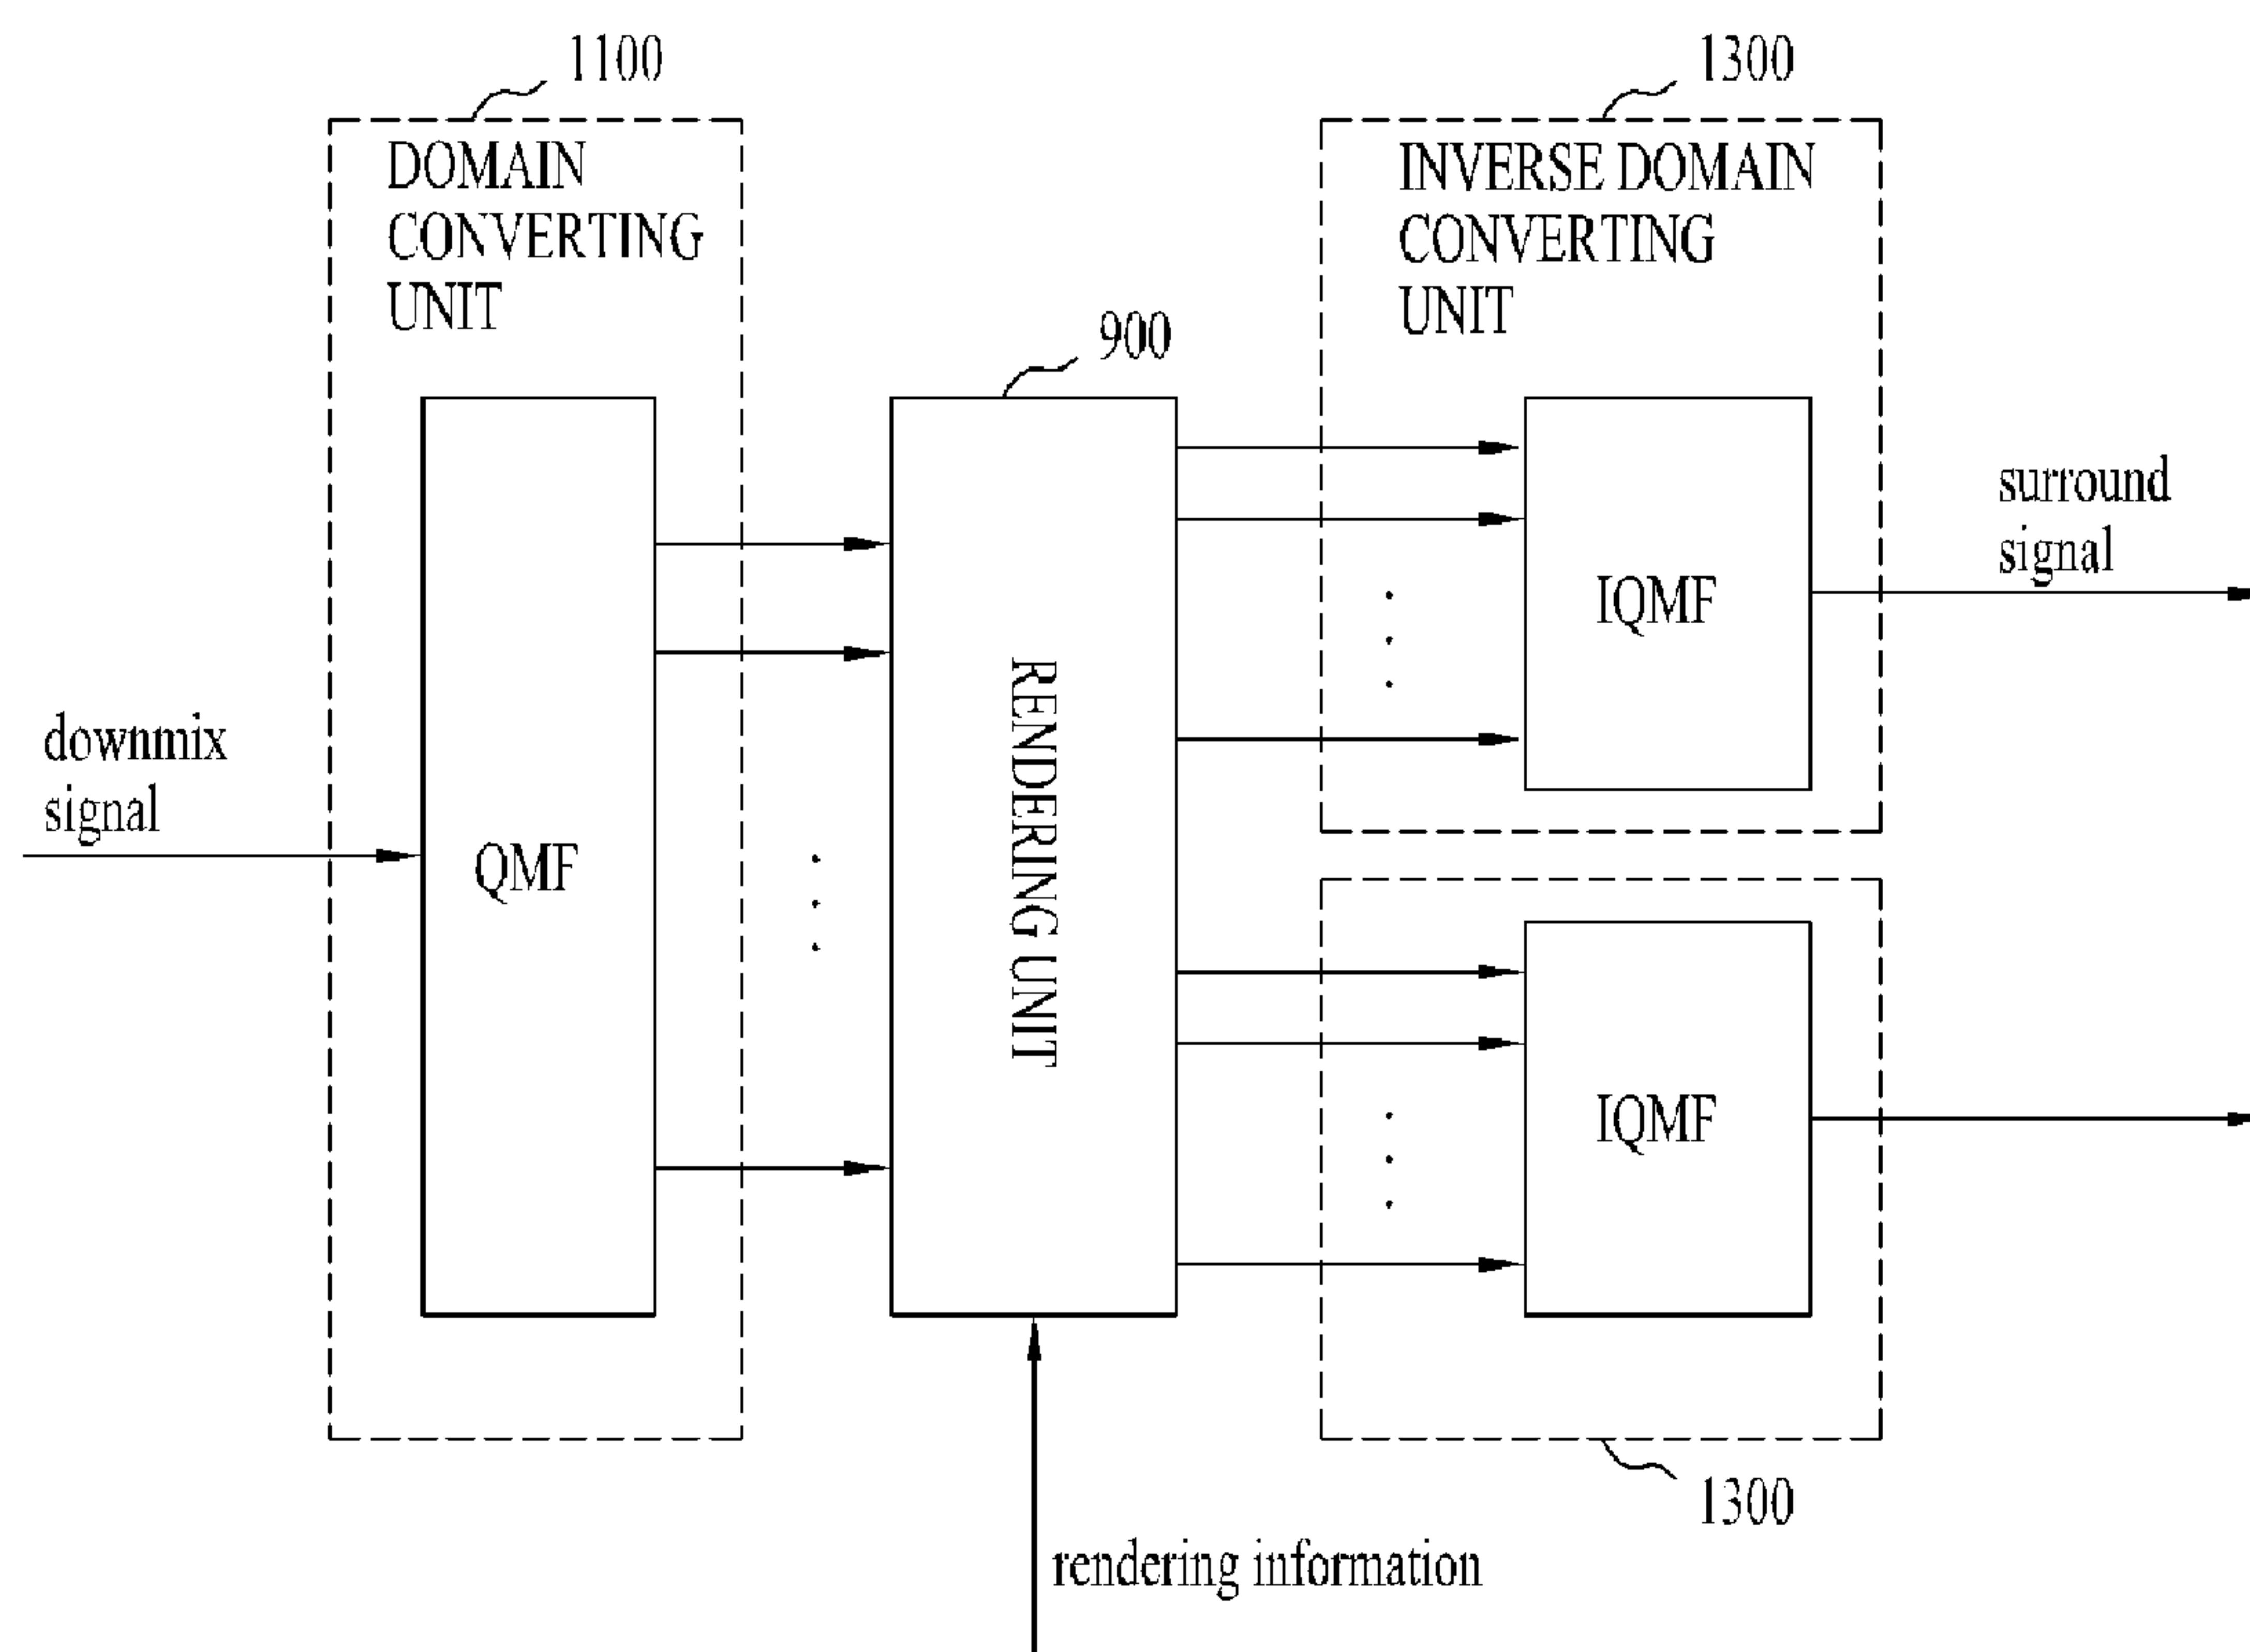 1100
1300
DOMAIN
CONVERTING
UNIT
INVERSE DOMAIN
CONVERTING
UNIT
900
surround
signal
IQMF
downmix
signal
QMF
RENDERING UNIT
IQMF
1300
rendering information